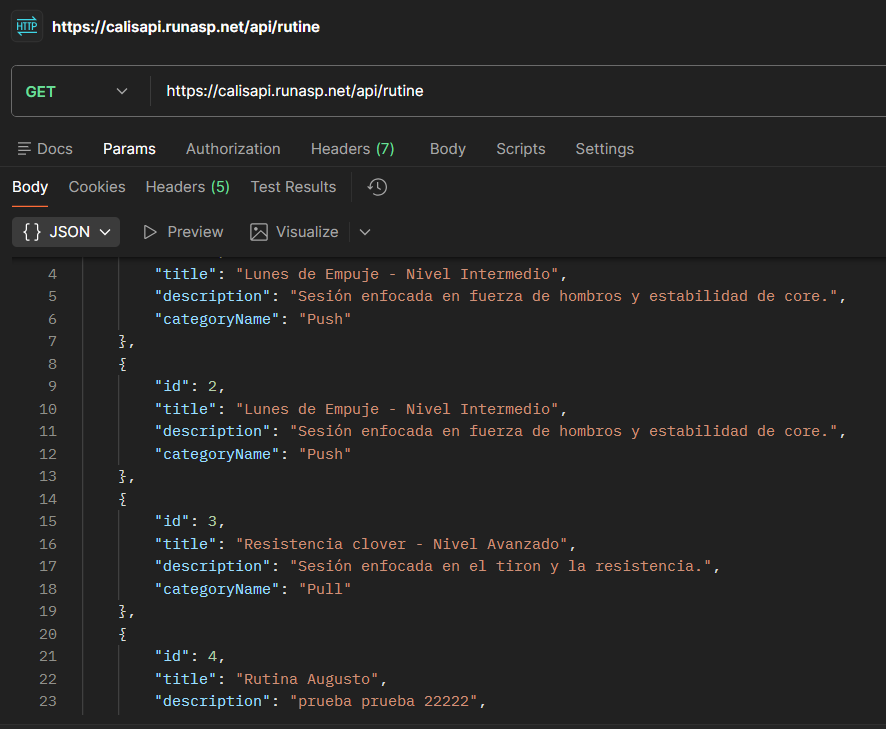 HTTP https://calisapi.runasp.net/api/rutine
GET https://calisapi.runasp.net/api/rutine
Docs Params Authorization Headers (7) Body Scripts Settings
Body Cookies Headers (5) Test Results
{} JSON Preview Visualize
4 "title": "Lunes de Empuje - Nivel Intermedio",
5 "description": "Sesión enfocada en fuerza de hombros y estabilidad de core.",
6 "categoryName": "Push"
7 },
8 {
9 "id": 2,
10 "title": "Lunes de Empuje - Nivel Intermedio",
11 "description": "Sesión enfocada en fuerza de hombros y estabilidad de core.",
12 "categoryName": "Push"
13 },
14 {
15 "id": 3,
16 "title": "Resistencia clover - Nivel Avanzado",
17 "description": "Sesión enfocada en el tiron y la resistencia.",
18 "categoryName": "Pull"
19 },
20 {
21 "id": 4,
22 "title": "Rutina Augusto",
23 "description": "prueba prueba 22222",